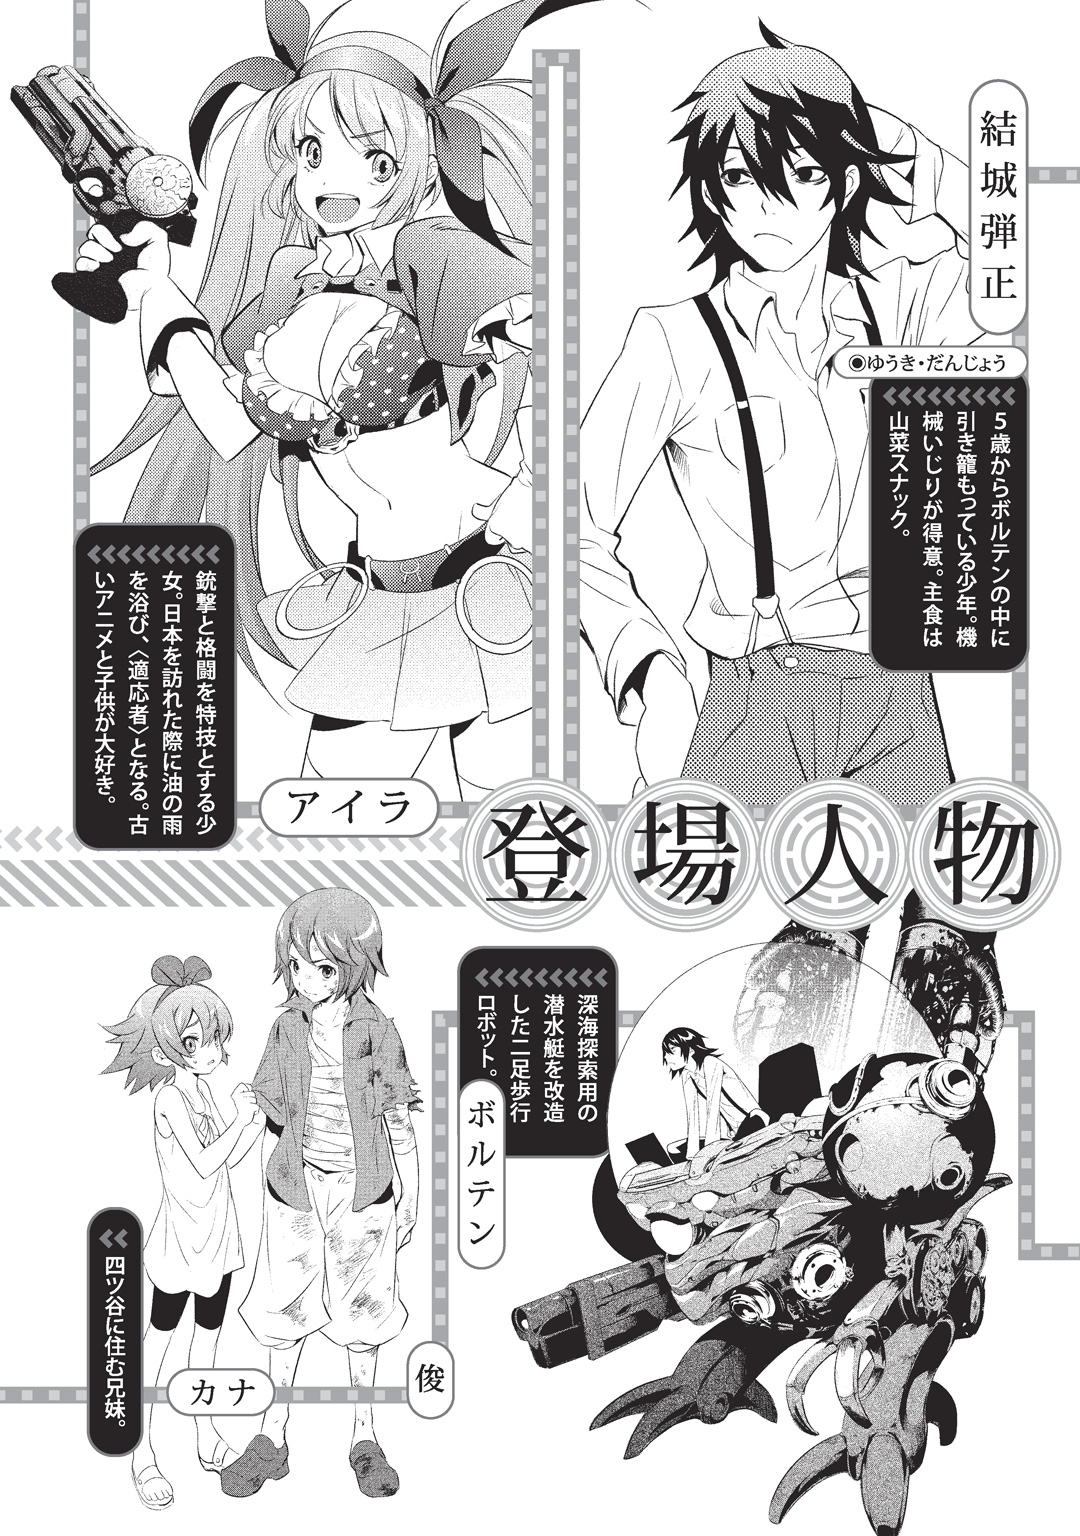 結城弾正
◉ゆうき・だんじょう
5歳からボルテンの中に
引き籠もっている少年。機
械いじりが得意。主食は
山菜スナック。
アイラ
銃撃と格闘を特技とする少
女。日本を訪れた際に油の雨
を浴び、〈適応者〉となる。古
いアニメと子供が大好き。
登場人物
ボルテン
深海探索用の
潜水艇を改造
した二足歩行
ロボット。
俊
カナ
四ツ谷に住む兄妹。